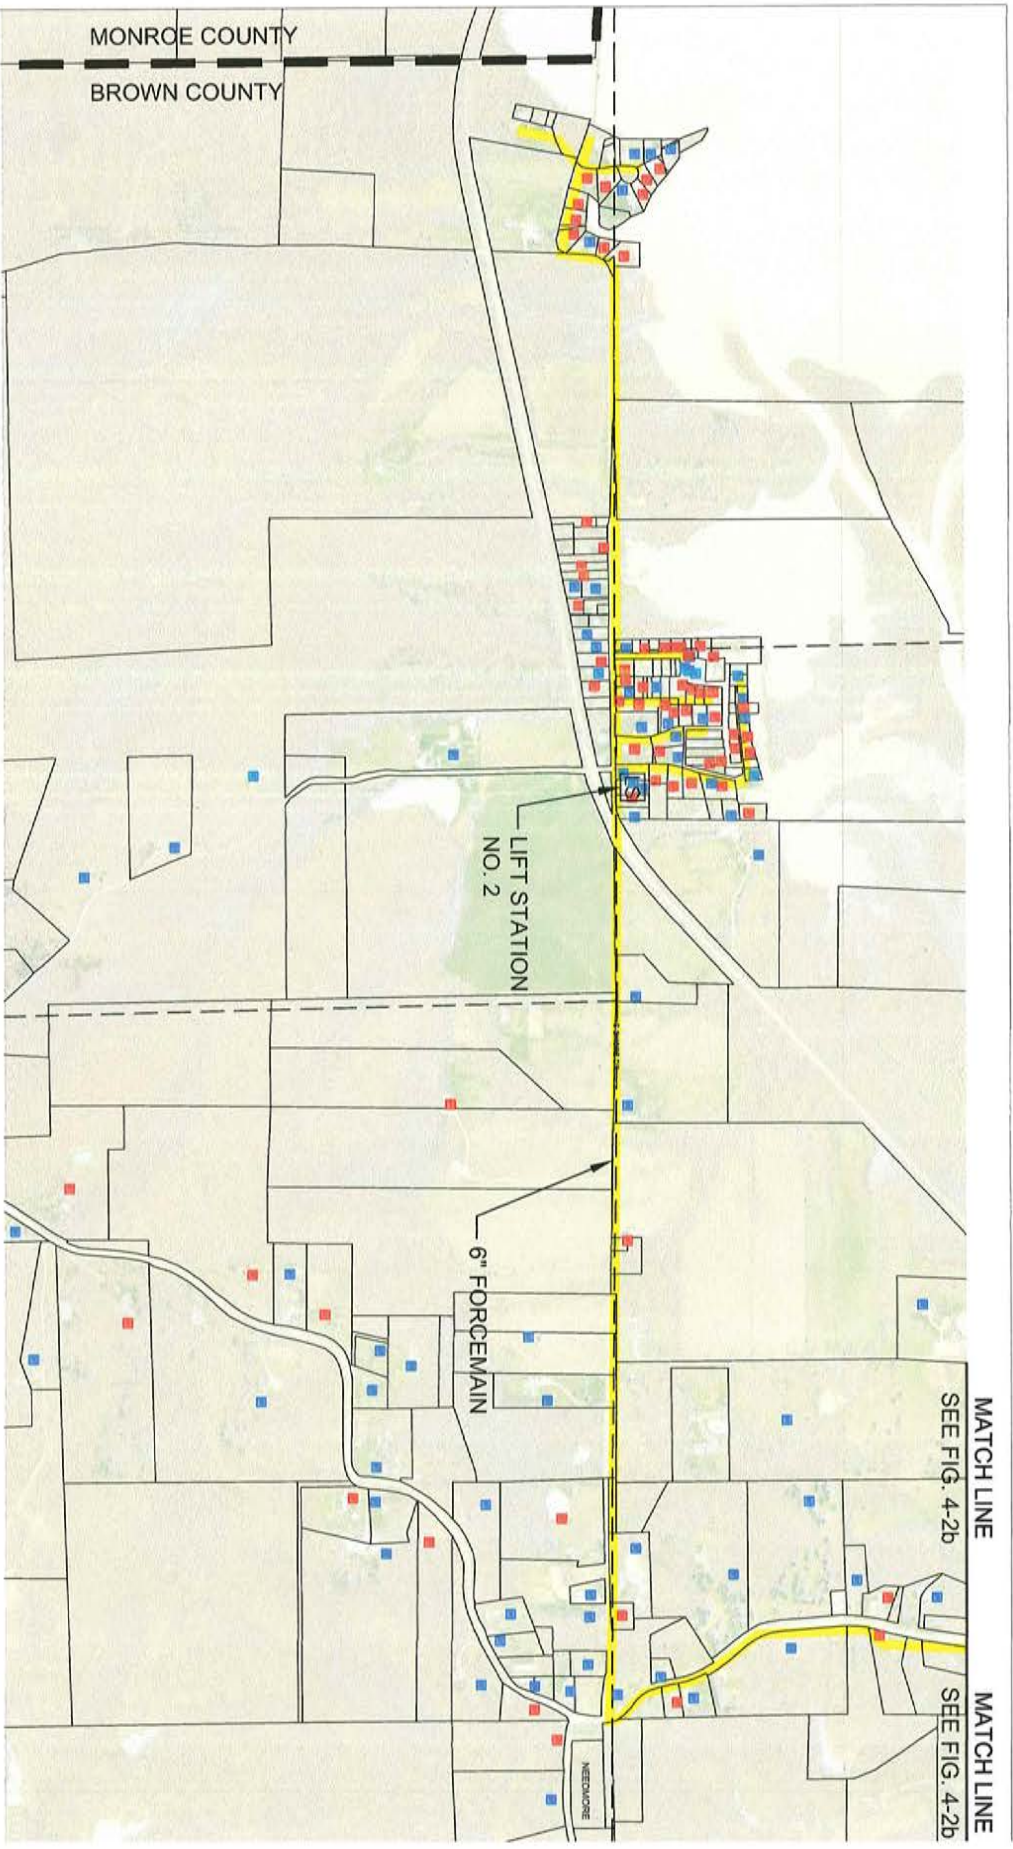 MONROE COUNTY
BROWN COUNTY
LS
LIFT STATION
NO. 2
6" FORCEMAIN
MATCH LINE
SEE FIG. 4-2b
MATCH LINE
SEE FIG. 4-2b
NEEDMORE